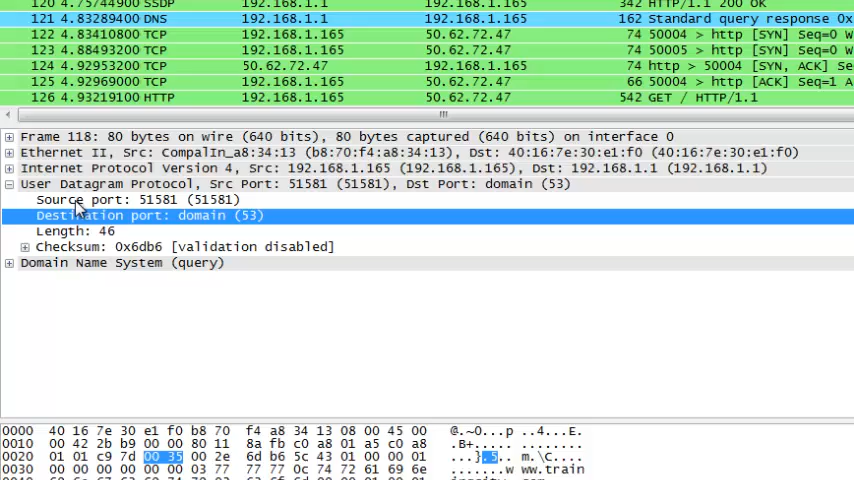 120 4.75744900 SSDP 192.168.1.1 192.168.1.165 342 HTTP/1.1 200 OK
121 4.83289400 DNS 192.168.1.1 192.168.1.165 162 Standard query response 0x
122 4.83410800 TCP 192.168.1.165 50.62.72.47 74 50004 > http [SYN] Seq=0 W
123 4.88493200 TCP 192.168.1.165 50.62.72.47 74 50005 > http [SYN] Seq=0 W
124 4.92953200 TCP 50.62.72.47 192.168.1.165 74 http > 50004 [SYN, ACK] Se
125 4.92969000 TCP 192.168.1.165 50.62.72.47 66 50004 > http [ACK] Seq=1 A
126 4.93219100 HTTP 192.168.1.165 50.62.72.47 542 GET / HTTP/1.1
Frame 118: 80 bytes on wire (640 bits), 80 bytes captured (640 bits) on interface 0
Ethernet II, Src: CompalIn_a8:34:13 (b8:70:f4:a8:34:13), Dst: 40:16:7e:30:e1:f0 (40:16:7e:30:e1:f0)
Internet Protocol Version 4, Src: 192.168.1.165 (192.168.1.165), Dst: 192.168.1.1 (192.168.1.1)
User Datagram Protocol, Src Port: 51581 (51581), Dst Port: domain (53)
Source port: 51581 (51581)
Destination port: domain (53)
Length: 46
Checksum: 0x6db6 [validation disabled]
Domain Name System (query)
0000 40 16 7e 30 e1 f0 b8 70 f4 a8 34 13 08 00 45 00 @.~0...p ..4...E.
0010 00 42 2b b9 00 00 80 11 8a fb c0 a8 01 a5 c0 a8 .B+..... ........
0020 01 01 c9 7d 00 35 00 2e 6d b6 5c 43 01 00 00 01 ...}.5.. m.\C....
0030 00 00 00 00 00 00 03 77 77 77 0c 74 72 61 69 6e .......w ww.train